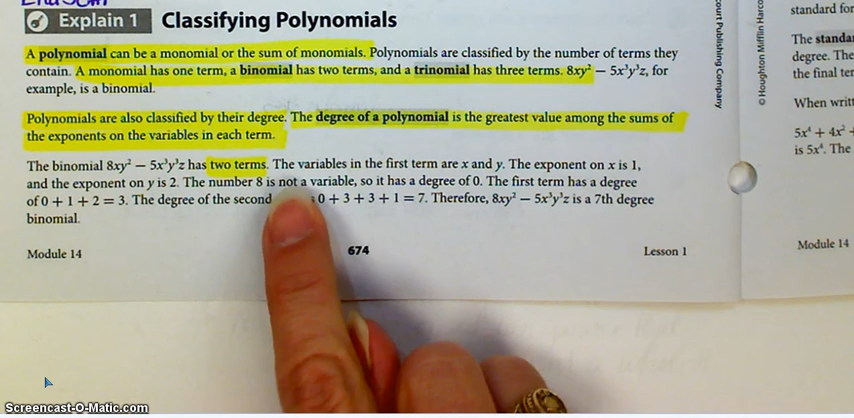 Explain 1 Classifying Polynomials
A polynomial can be a monomial or the sum of monomials. Polynomials are classified by the number of terms they
contain. A monomial has one term, a binomial has two terms, and a trinomial has three terms. 8xy² − 5x³y³z, for
example, is a binomial.
Polynomials are also classified by their degree. The degree of a polynomial is the greatest value among the sums of
the exponents on the variables in each term.
The binomial 8xy² − 5x³y³z has two terms. The variables in the first term are x and y. The exponent on x is 1,
and the exponent on y is 2. The number 8 is not a variable, so it has a degree of 0. The first term has a degree
of 0 + 1 + 2 = 3. The degree of the second 0 + 3 + 3 + 1 = 7. Therefore, 8xy² − 5x³y³z is a 7th degree
binomial.
Module 14 674 Lesson 1
court Publishing Company
© Houghton Mifflin Harco
standard for
The standa
degree. The
the final ter
When writt
5x⁴ + 4x² +
is 5x⁴. The
Module 14
Screencast-O-Matic.com